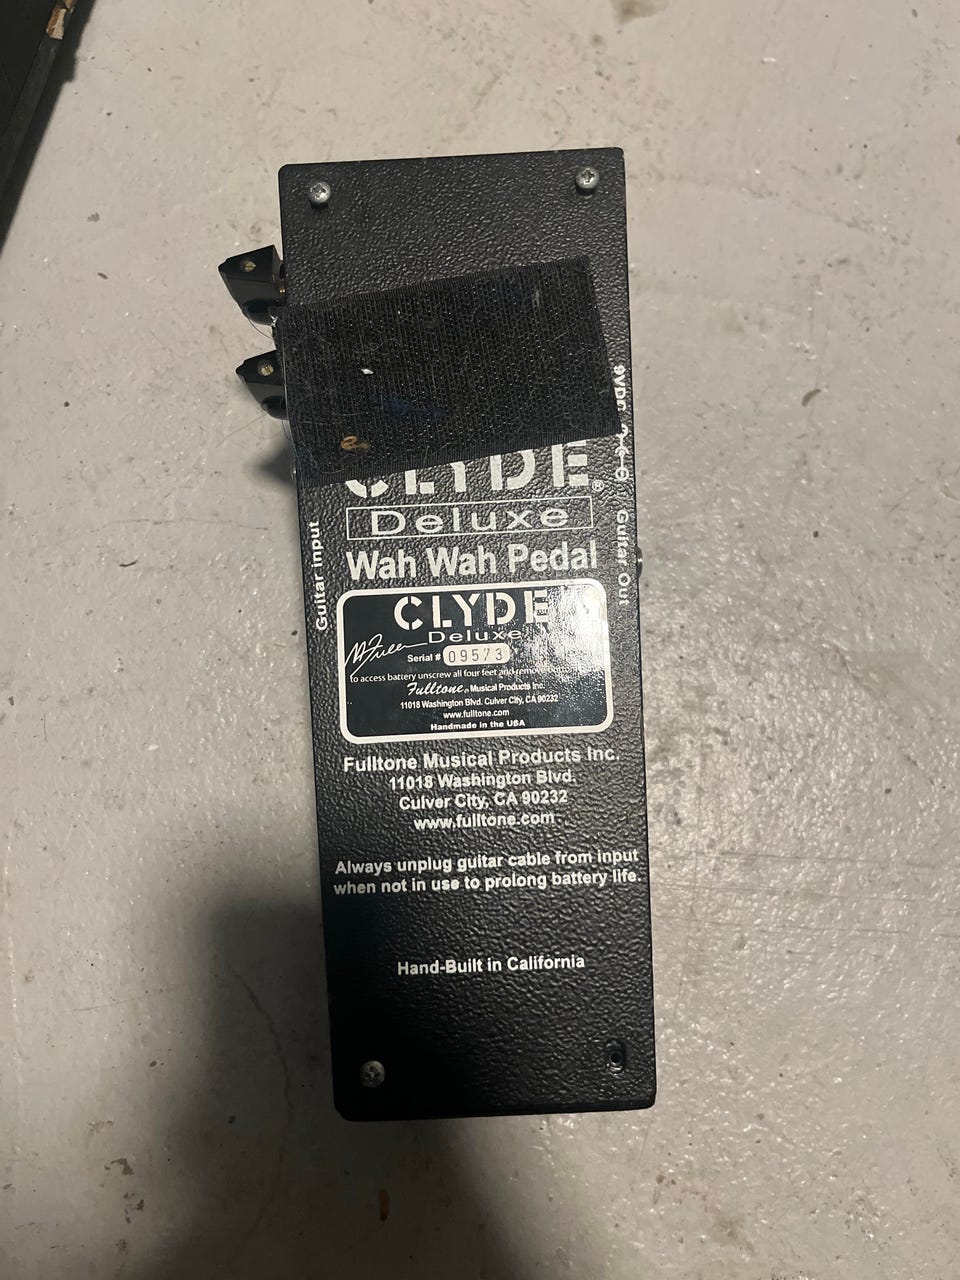 9VDC
CLYDE®
Deluxe
Wah Wah Pedal
Guitar Input
Guitar Out
CLYDE
Deluxe
Serial # 09573
to access battery unscrew all four feet and remove
Fulltone Musical Products Inc.
11018 Washington Blvd. Culver City, CA 90232
www.fulltone.com
Handmade in the USA
Fulltone Musical Products Inc.
11018 Washington Blvd.
Culver City, CA 90232
www.fulltone.com
Always unplug guitar cable from input
when not in use to prolong battery life.
Hand-Built in California